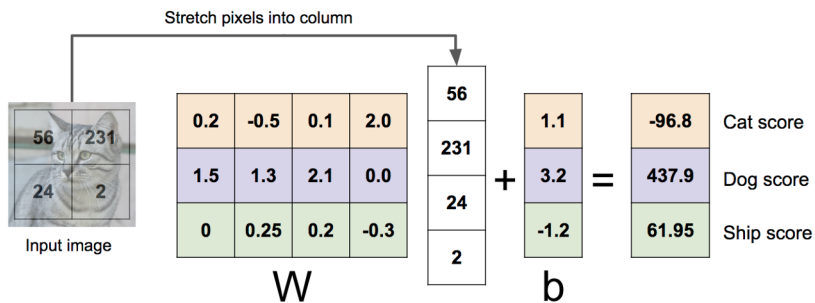 Stretch pixels into column
56 231
24 2
Input image
0.2 -0.5 0.1 2.0
1.5 1.3 2.1 0.0
0 0.25 0.2 -0.3
W
56
231
24
2
+
1.1
3.2
-1.2
b
=
-96.8 Cat score
437.9 Dog score
61.95 Ship score